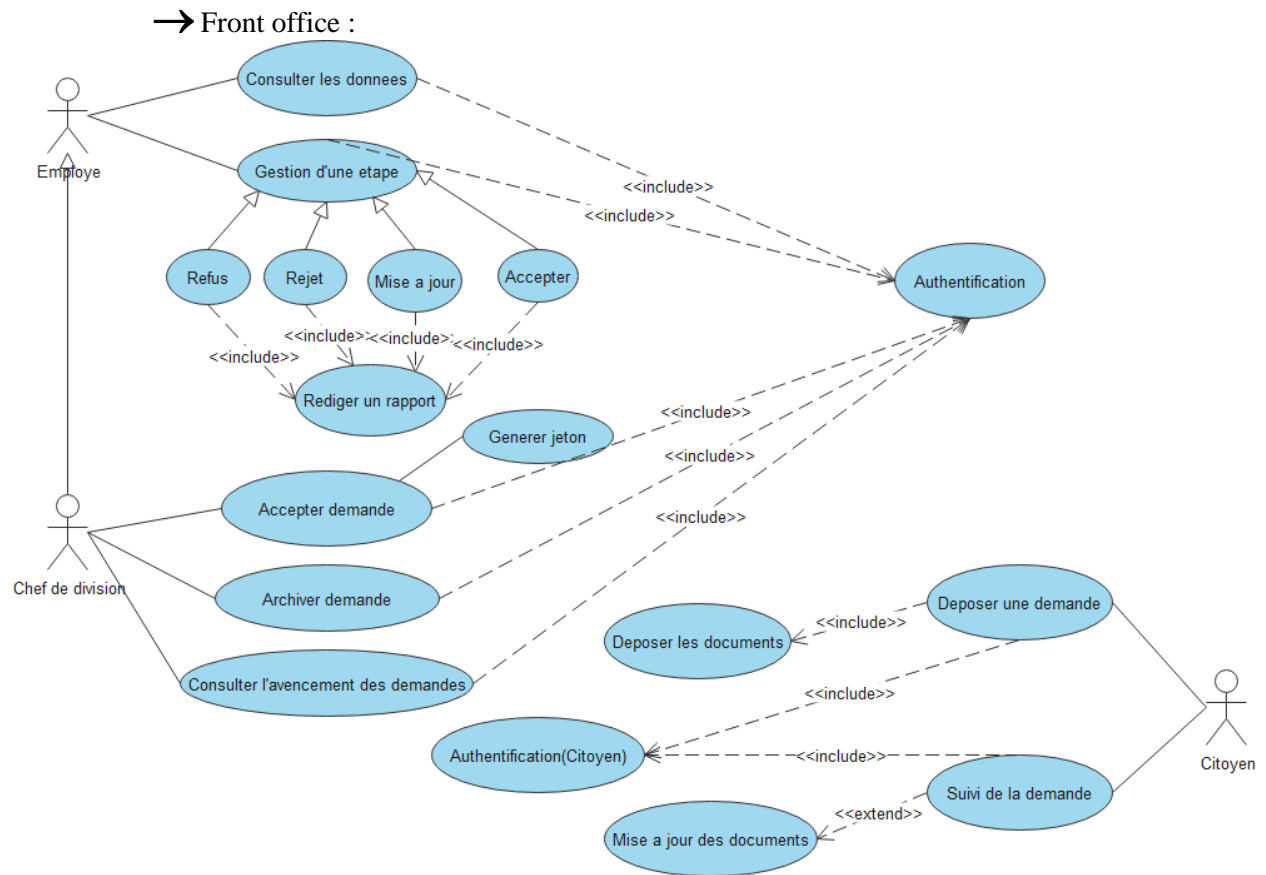 → Front office :
Consulter les donnees
Employe
Gestion d'une etape
<<include>>
<<include>>
Refus
Rejet
Mise a jour
Accepter
Authentification
<<include>>
<<include>>
<<include>>
<<include>>
Rediger un rapport
<<include>>
Generer jeton
<<include>>
Accepter demande
<<include>>
Chef de division
Archiver demande
Deposer une demande
<<include>>
Deposer les documents
Consulter l'avencement des demandes
<<include>>
Authentification(Citoyen)
<<include>>
Citoyen
Suivi de la demande
<<extend>>
Mise a jour des documents